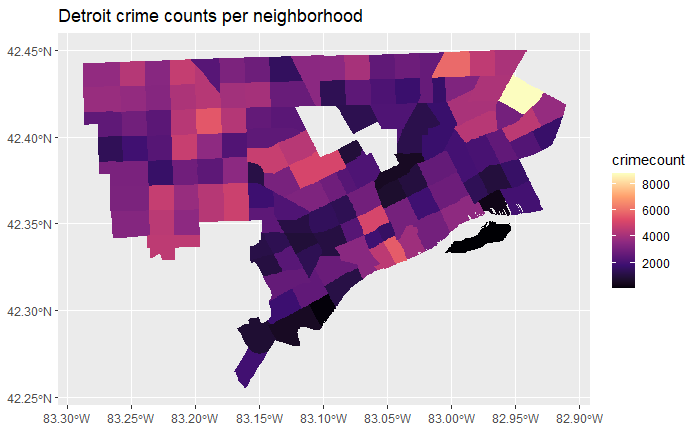 Detroit crime counts per neighborhood
42.45°N
42.40°N
42.35°N
42.30°N
42.25°N
83.30°W 83.25°W 83.20°W 83.15°W 83.10°W 83.05°W 83.00°W 82.95°W 82.90°W
crimecount
8000
6000
4000
2000